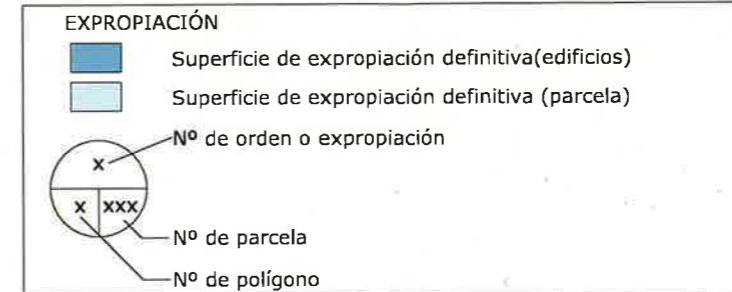 EXPROPIACIÓN
Superficie de expropiación definitiva(edificios)
Superficie de expropiación definitiva (parcela)
Nº de orden o expropiación
x
x xxx
Nº de parcela
Nº de polígono